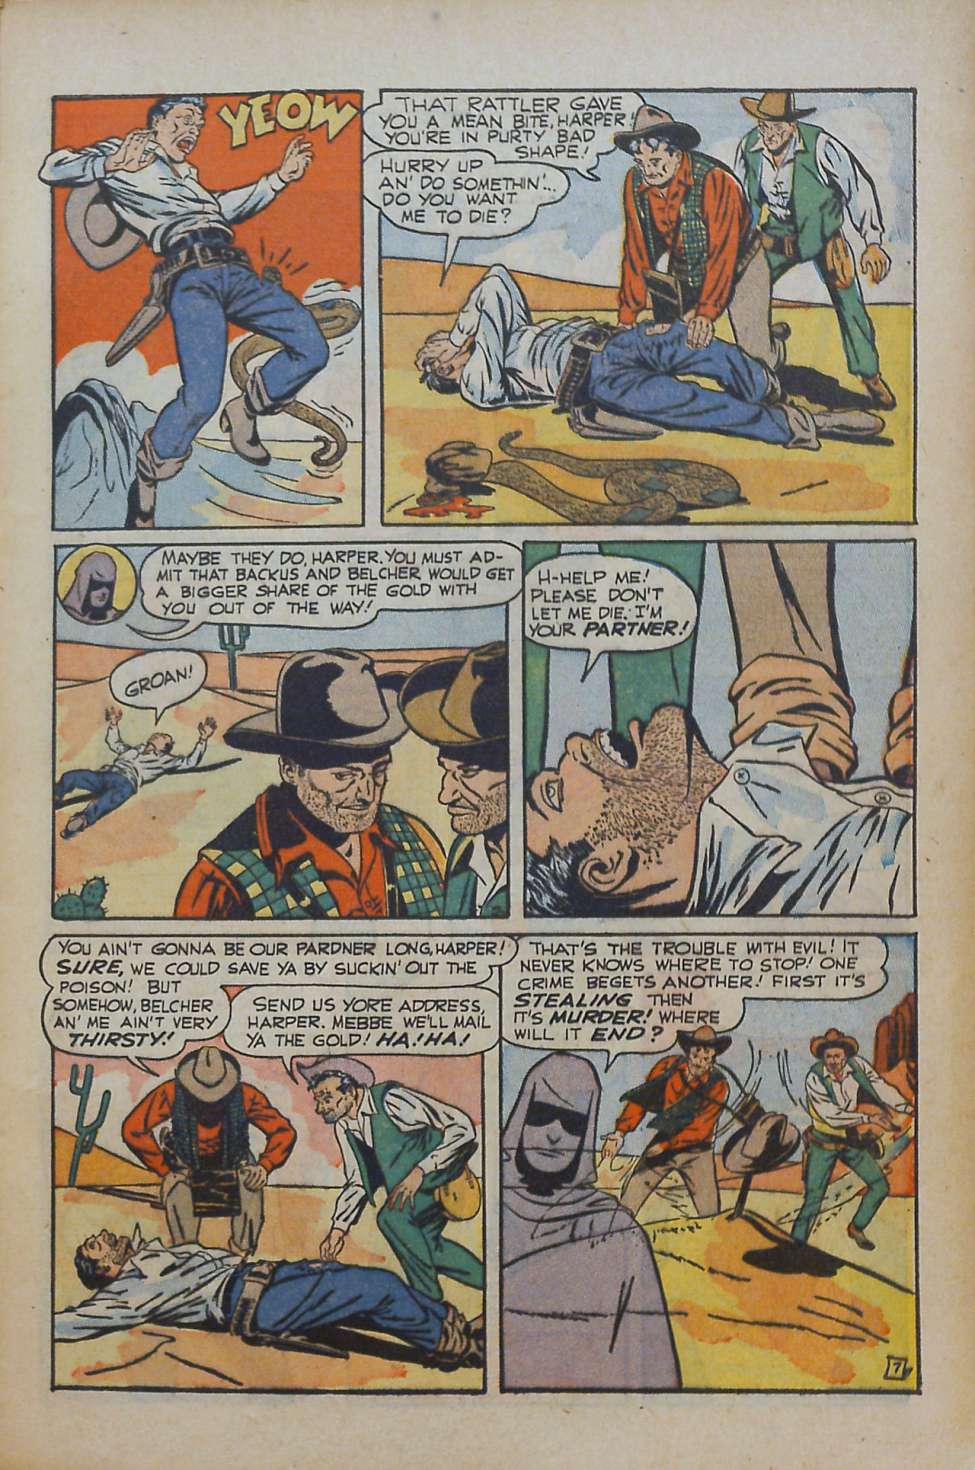 YEOW
THAT RATTLER GAVE
YOU A MEAN BITE, HARPER!
YOU'RE IN PURTY BAD
SHAPE!
HURRY UP
AN' DO SOMETHIN'...
DO YOU WANT
ME TO DIE?
MAYBE THEY DO, HARPER. YOU MUST AD-
MIT THAT BACKUS AND BELCHER WOULD GET
A BIGGER SHARE OF THE GOLD WITH
YOU OUT OF THE WAY!
GROAN!
H-HELP ME!
PLEASE DON'T
LET ME DIE. I'M
YOUR PARTNER!
YOU AIN'T GONNA BE OUR PARDNER LONG, HARPER!
SURE, WE COULD SAVE YA BY SUCKIN' OUT THE
POISON! BUT
SOMEHOW, BELCHER
AN' ME AIN'T VERY
THIRSTY!
SEND US YORE ADDRESS,
HARPER. MEBBE WE'LL MAIL
YA THE GOLD! HA! HA!
THAT'S THE TROUBLE WITH EVIL! IT
NEVER KNOWS WHERE TO STOP! ONE
CRIME BEGETS ANOTHER! FIRST IT'S
STEALING THEN
IT'S MURDER! WHERE
WILL IT END?
7